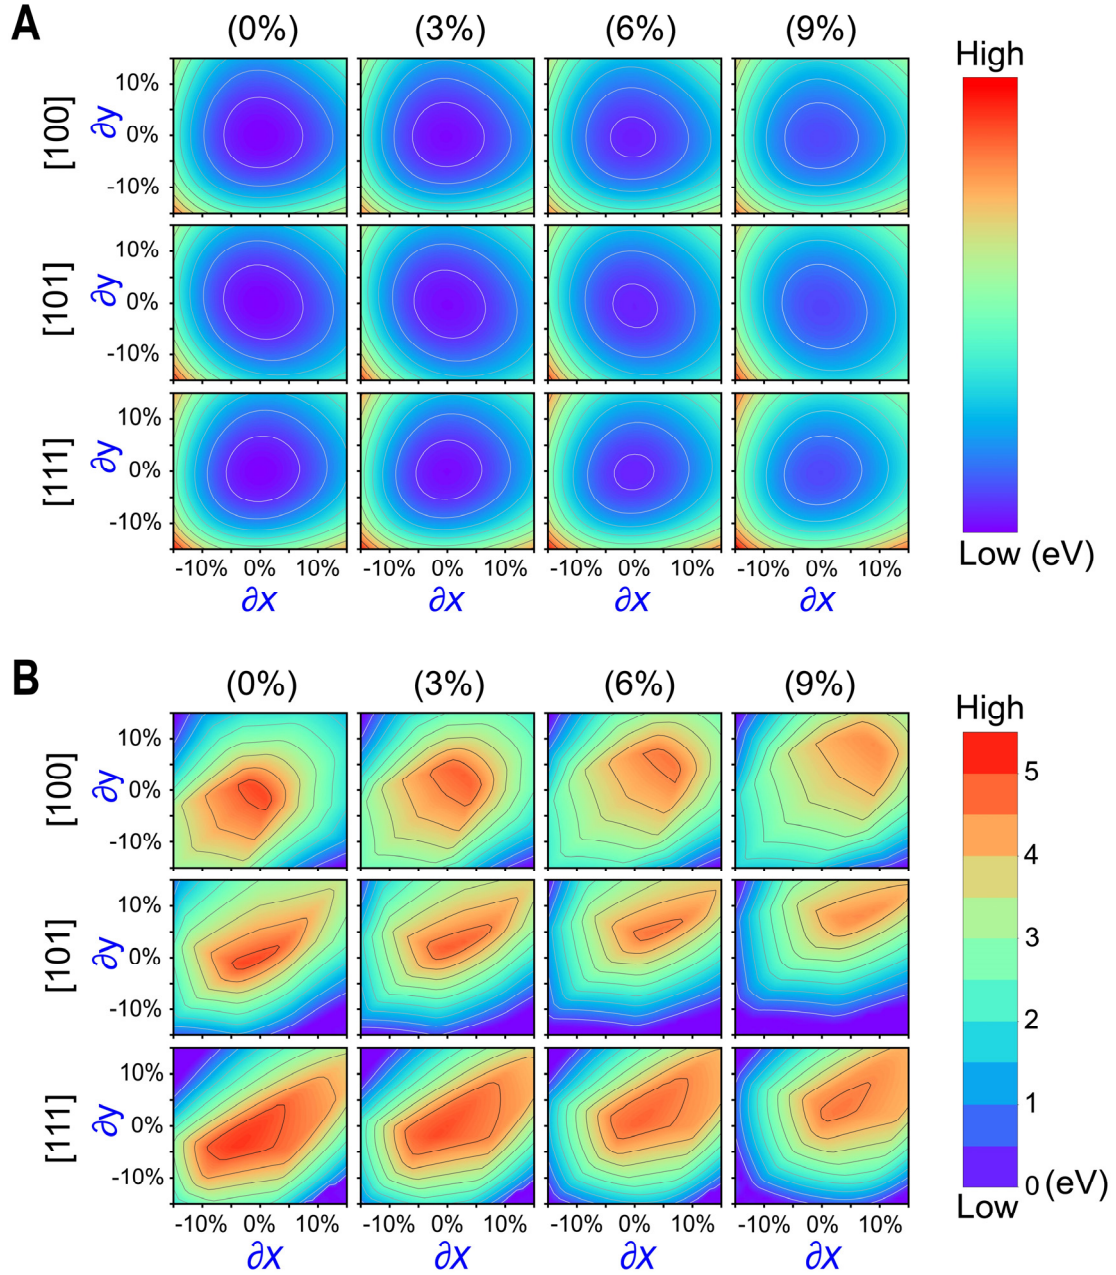 A
(0%) (3%) (6%) (9%)
High
[100] ∂y 10% 0% -10%
[101] ∂y 10% 0% -10%
[111] ∂y 10% 0% -10%
Low (eV)
-10% 0% 10% -10% 0% 10% -10% 0% 10% -10% 0% 10%
∂x ∂x ∂x ∂x
B
(0%) (3%) (6%) (9%)
High
[100] ∂y 10% 0% -10%
[101] ∂y 10% 0% -10%
[111] ∂y 10% 0% -10%
5
4
3
2
1
0 (eV)
Low
-10% 0% 10% -10% 0% 10% -10% 0% 10% -10% 0% 10%
∂x ∂x ∂x ∂x